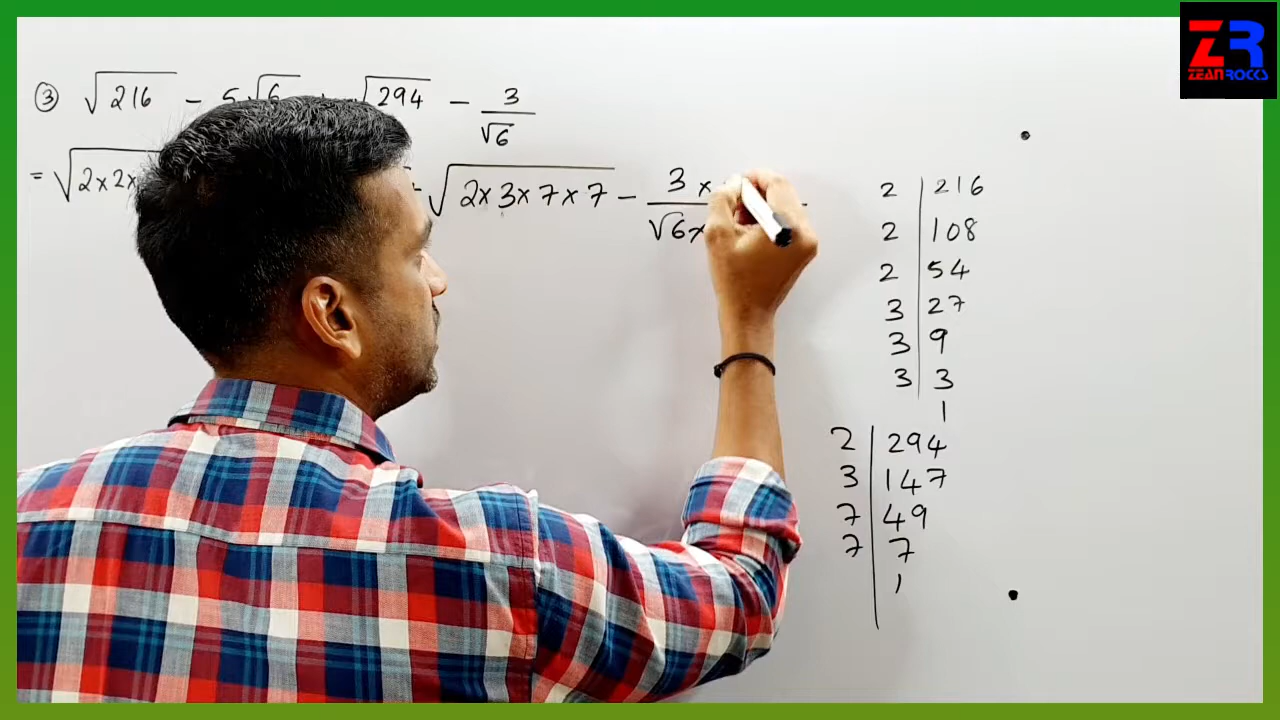 ZR
ZEAN ROCKS
③ √216 - 5√6 + √294 - 3/√6
= √2×2× √2×3×7×7 - 3×/√6×
2 | 216
2 | 108
2 | 54
3 | 27
3 | 9
3 | 3
1
2 | 294
3 | 147
7 | 49
7 | 7
1